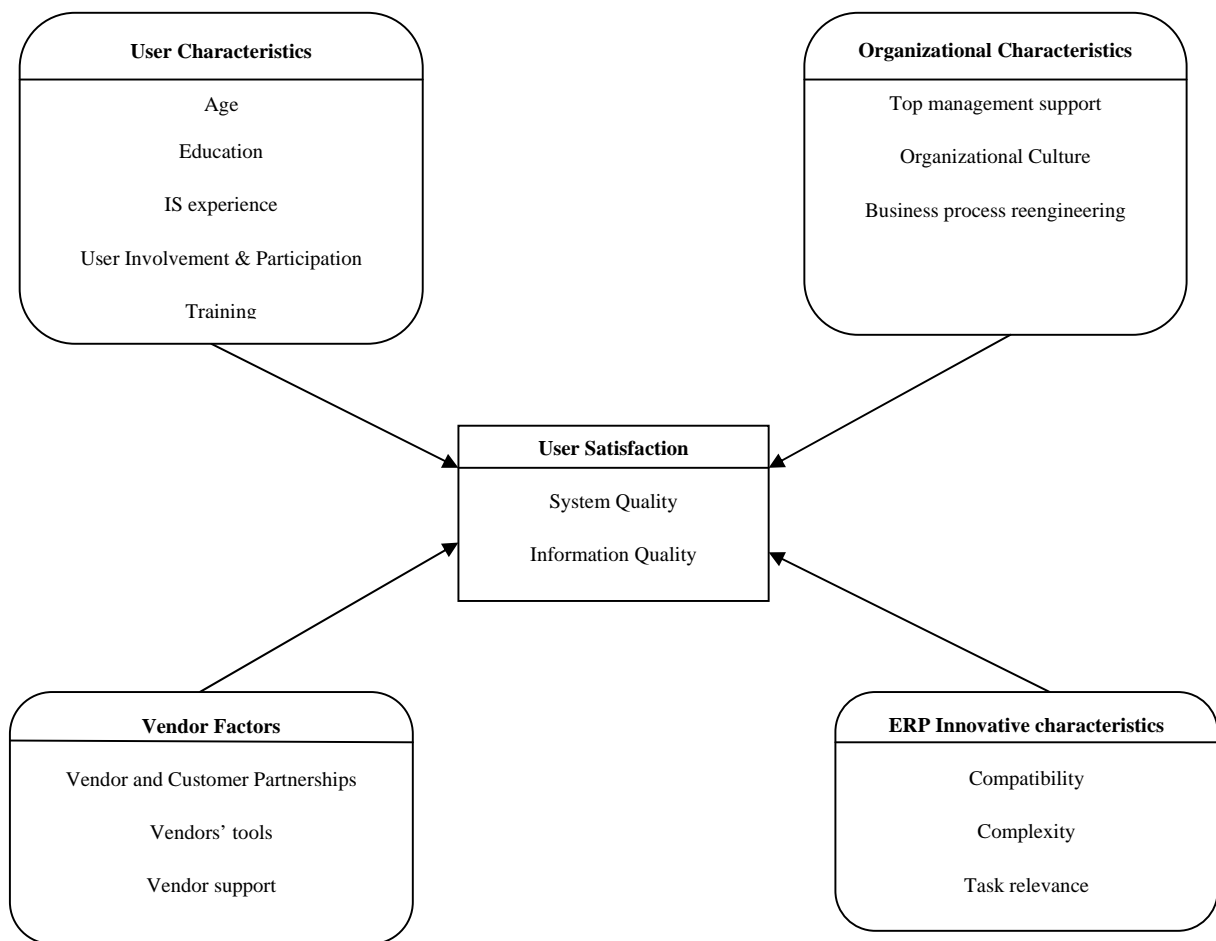 User Characteristics
Age
Education
IS experience
User Involvement & Participation
Training
Organizational Characteristics
Top management support
Organizational Culture
Business process reengineering
User Satisfaction
System Quality
Information Quality
Vendor Factors
Vendor and Customer Partnerships
Vendors’ tools
Vendor support
ERP Innovative characteristics
Compatibility
Complexity
Task relevance